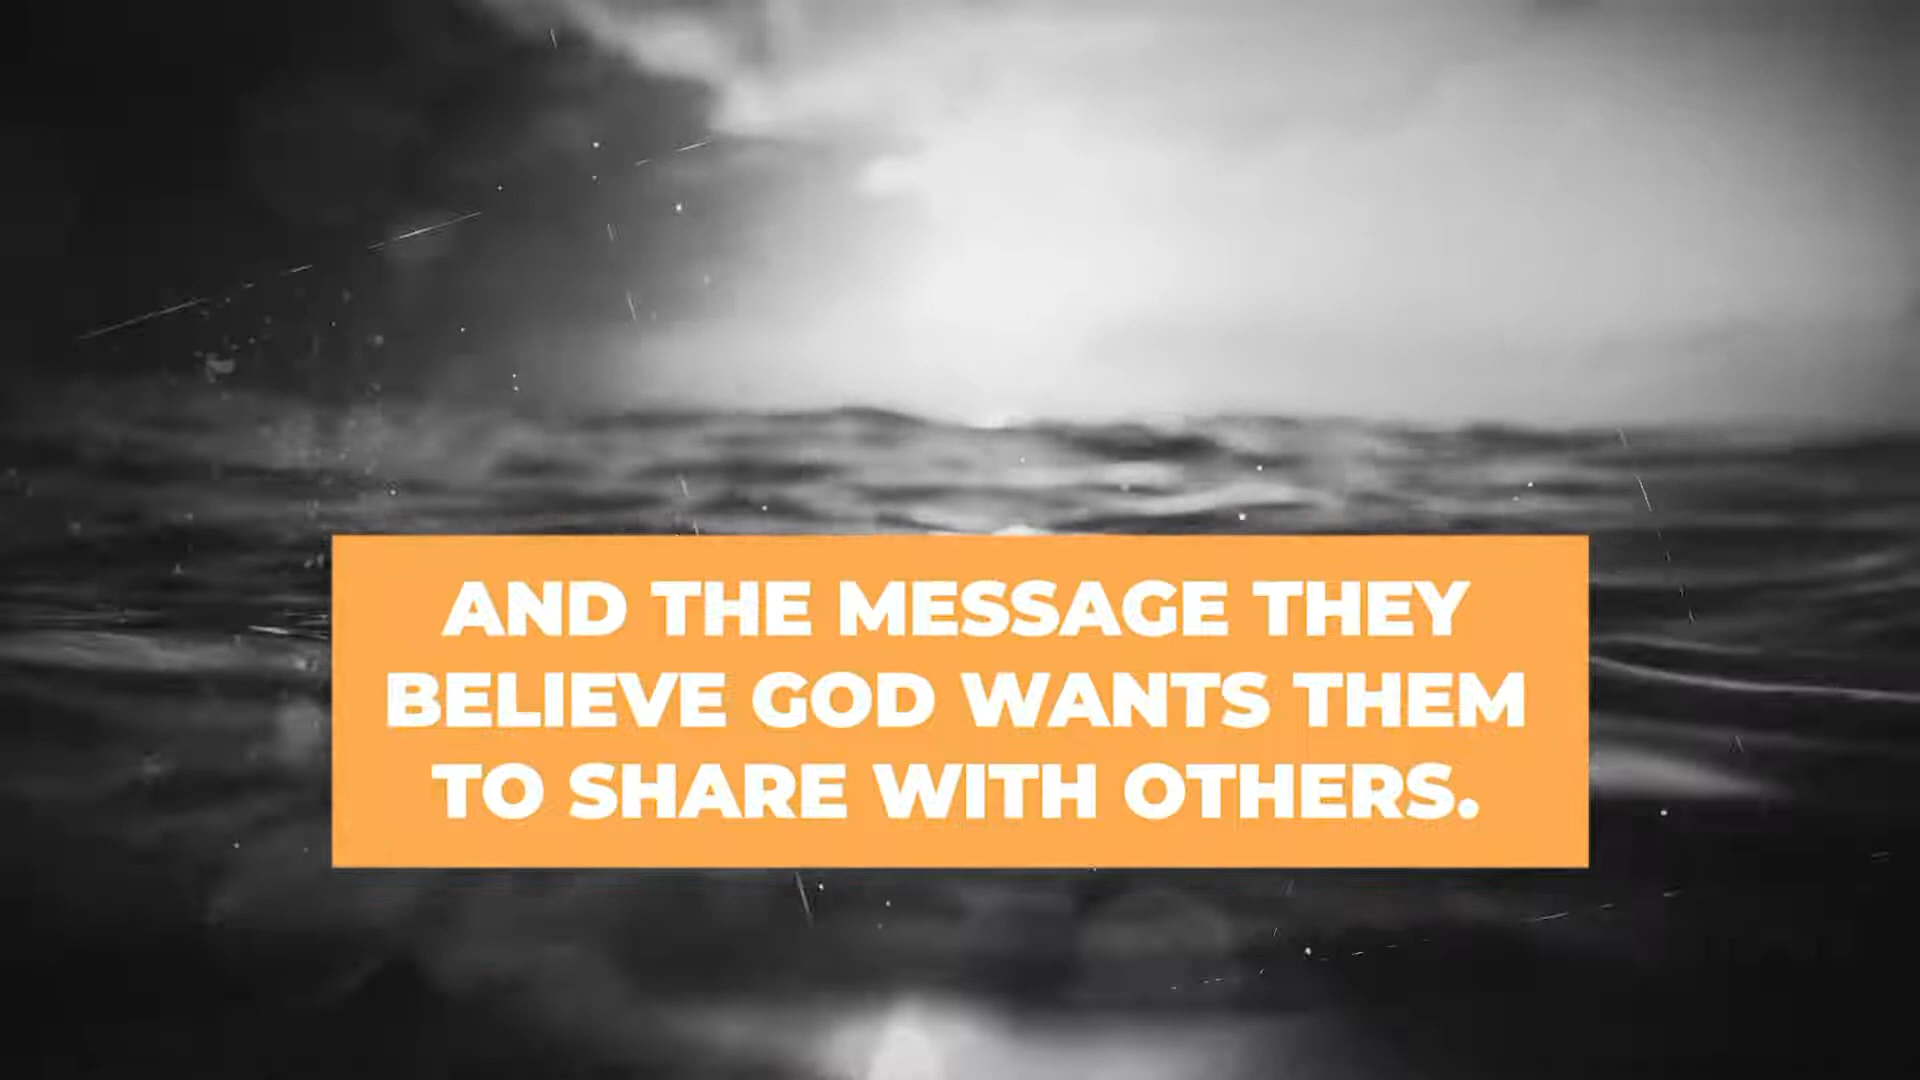 AND THE MESSAGE THEY
BELIEVE GOD WANTS THEM
TO SHARE WITH OTHERS.